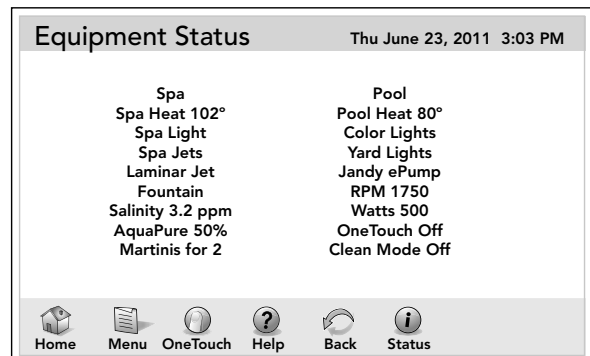 Equipment Status
Thu June 23, 2011 3:03 PM
Spa
Spa Heat 102º
Spa Light
Spa Jets
Laminar Jet
Fountain
Salinity 3.2 ppm
AquaPure 50%
Martinis for 2
Pool
Pool Heat 80º
Color Lights
Yard Lights
Jandy ePump
RPM 1750
Watts 500
OneTouch Off
Clean Mode Off
Home
Menu
OneTouch
?
Help
Back
i
Status